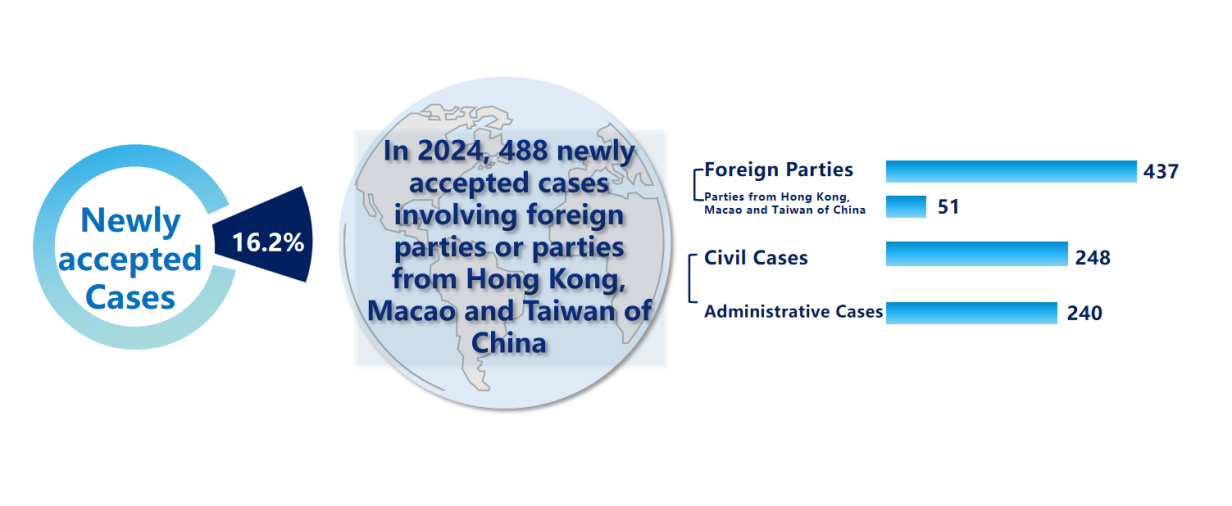 Newly
accepted
Cases
16.2%
In 2024, 488 newly
accepted cases
involving foreign
parties or parties
from Hong Kong,
Macao and Taiwan of
China
Foreign Parties
437
Parties from Hong Kong,
Macao and Taiwan of China
51
Civil Cases
248
Administrative Cases
240